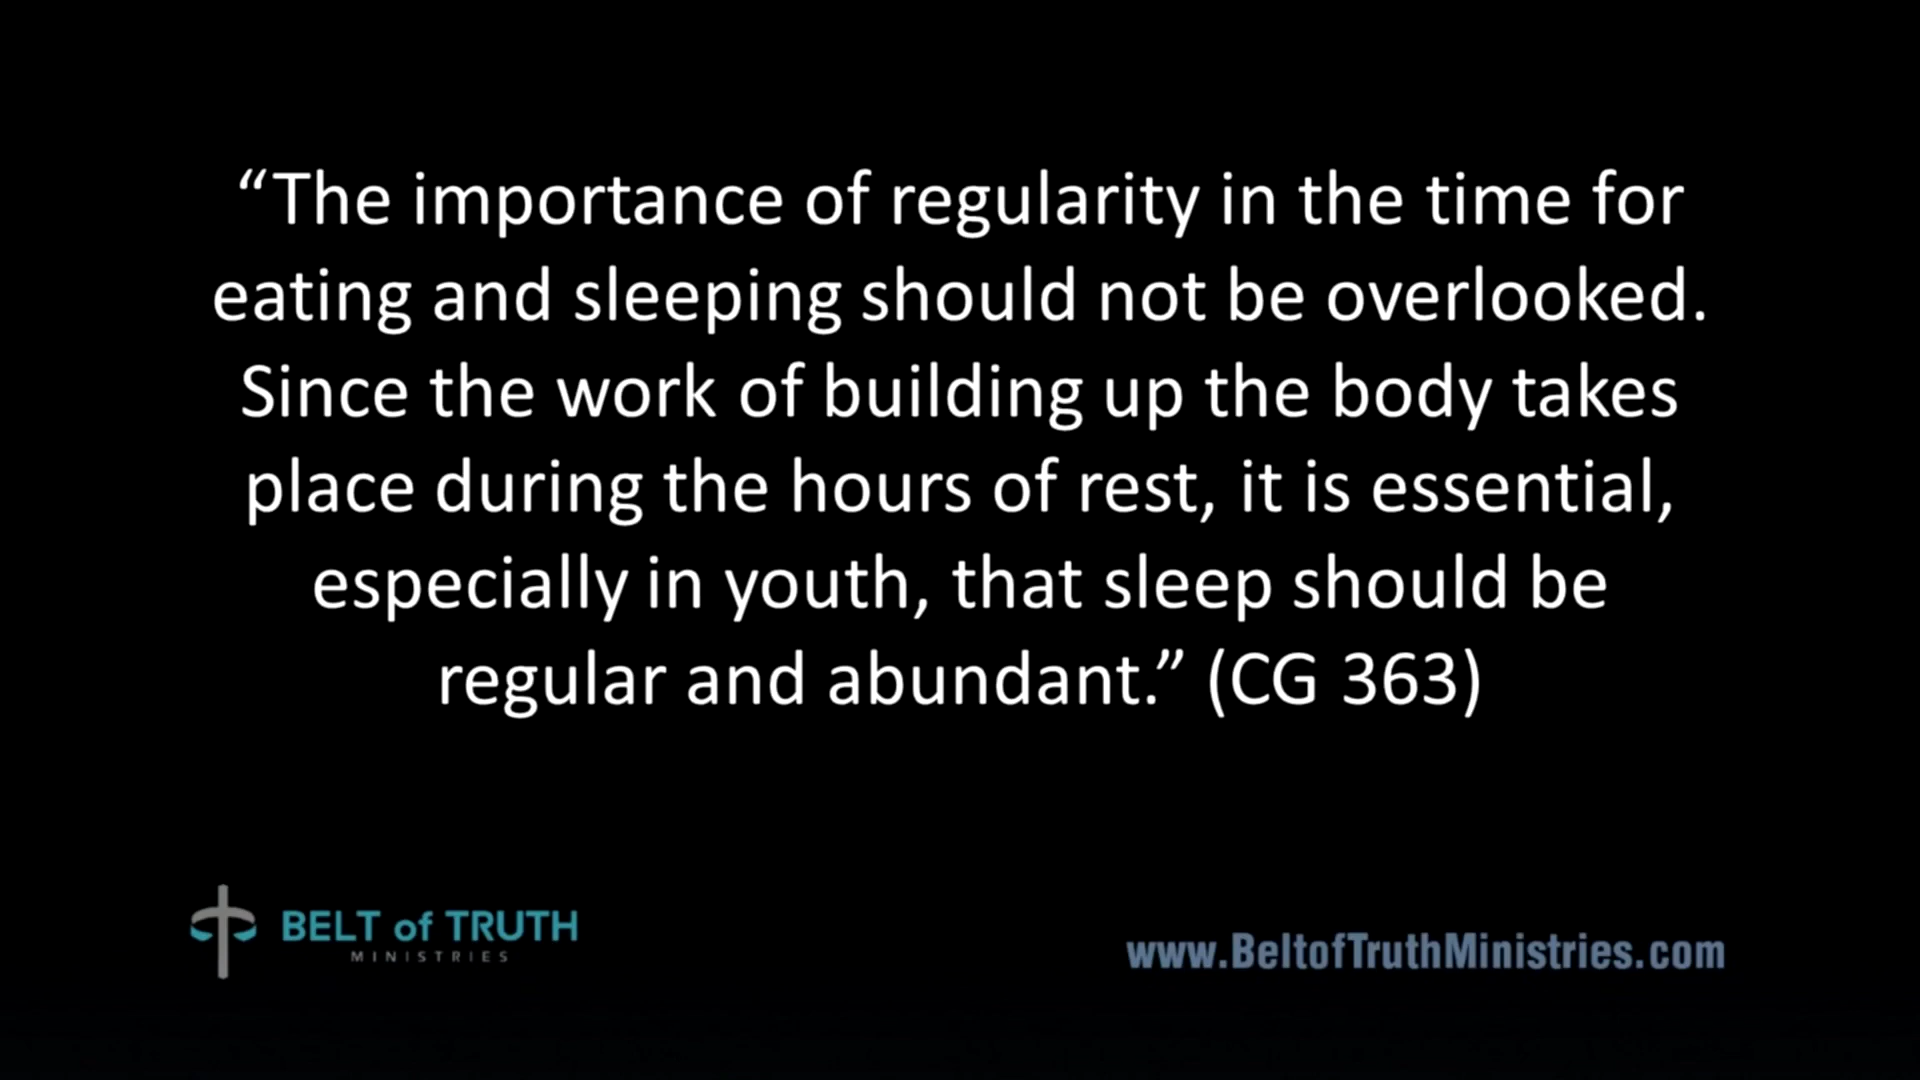 “The importance of regularity in the time for
eating and sleeping should not be overlooked.
Since the work of building up the body takes
place during the hours of rest, it is essential,
especially in youth, that sleep should be
regular and abundant.” (CG 363)
BELT of TRUTH
MINISTRIES
www.BeltofTruthMinistries.com